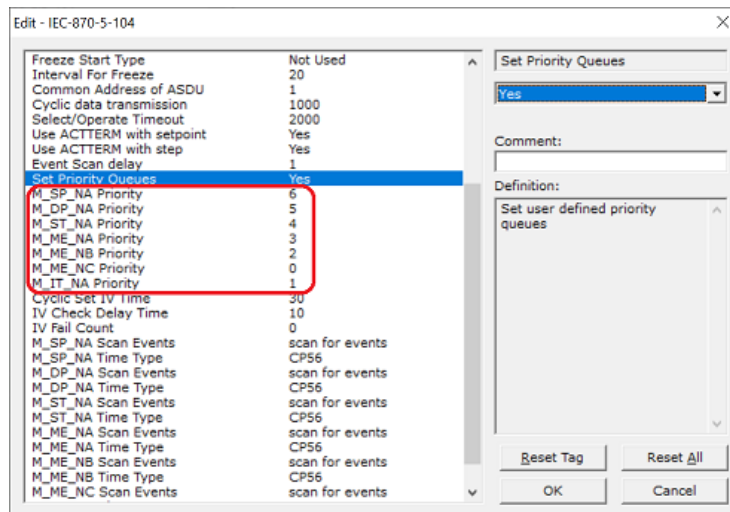 Edit - IEC-870-5-104
Freeze Start Type Not Used
Interval For Freeze 20
Common Address of ASDU 1
Cyclic data transmission 1000
Select/Operate Timeout 2000
Use ACTTERM with setpoint Yes
Use ACTTERM with step Yes
Event Scan delay 1
Set Priority Queues Yes
M_SP_NA Priority 6
M_DP_NA Priority 5
M_ST_NA Priority 4
M_ME_NA Priority 3
M_ME_NB Priority 2
M_ME_NC Priority 0
M_IT_NA Priority 1
Cyclic Set IV Time 30
IV Check Delay Time 10
IV Fail Count 0
M_SP_NA Scan Events scan for events
M_SP_NA Time Type CP56
M_DP_NA Scan Events scan for events
M_DP_NA Time Type CP56
M_ST_NA Scan Events scan for events
M_ST_NA Time Type CP56
M_ME_NA Scan Events scan for events
M_ME_NA Time Type CP56
M_ME_NB Scan Events scan for events
M_ME_NB Time Type CP56
M_ME_NC Scan Events scan for events
Set Priority Queues
Yes
Comment:
Definition:
Set user defined priority
queues
Reset Tag Reset All
OK Cancel